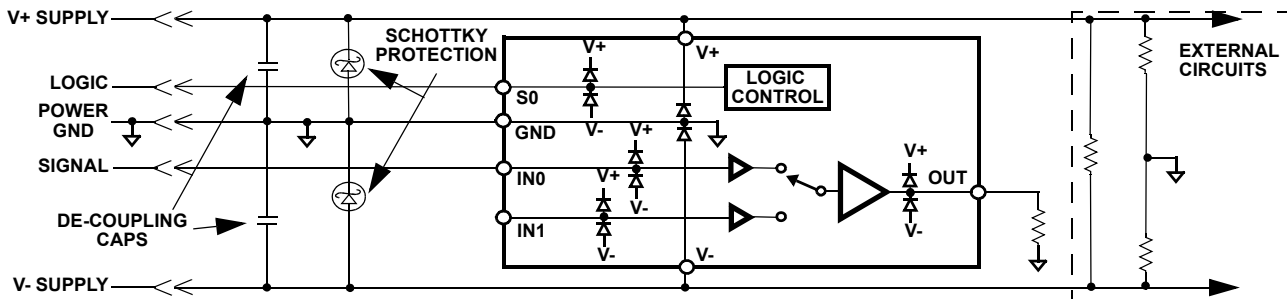 V+ SUPPLY
SCHOTTKY
PROTECTION
EXTERNAL
CIRCUITS
V+
V+
LOGIC
S0
LOGIC
CONTROL
V-
POWER
GND
GND
V+
SIGNAL
IN0
V+
V-
V+
OUT
V-
DE-COUPLING
CAPS
IN1
V-
V-
V- SUPPLY